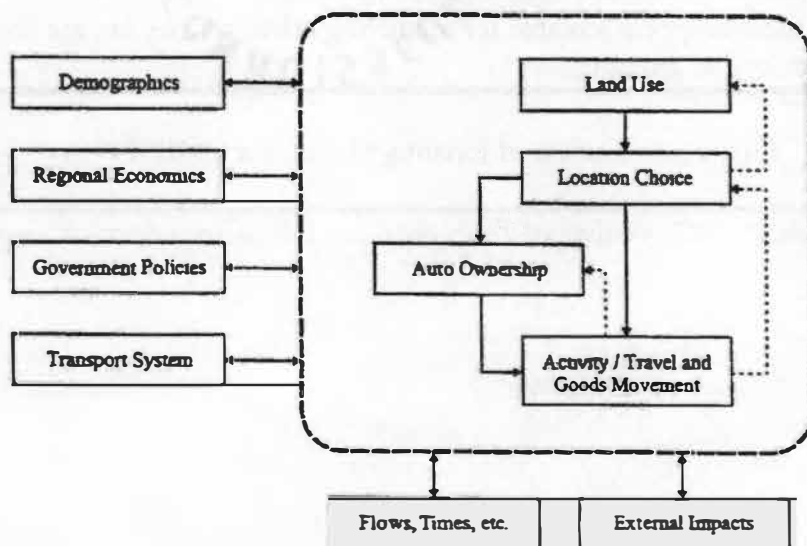 Demographics
Regional Economics
Government Policies
Transport System
Land Use
Location Choice
Auto Ownership
Activity / Travel and
Goods Movement
Flows, Times, etc.
External Impacts